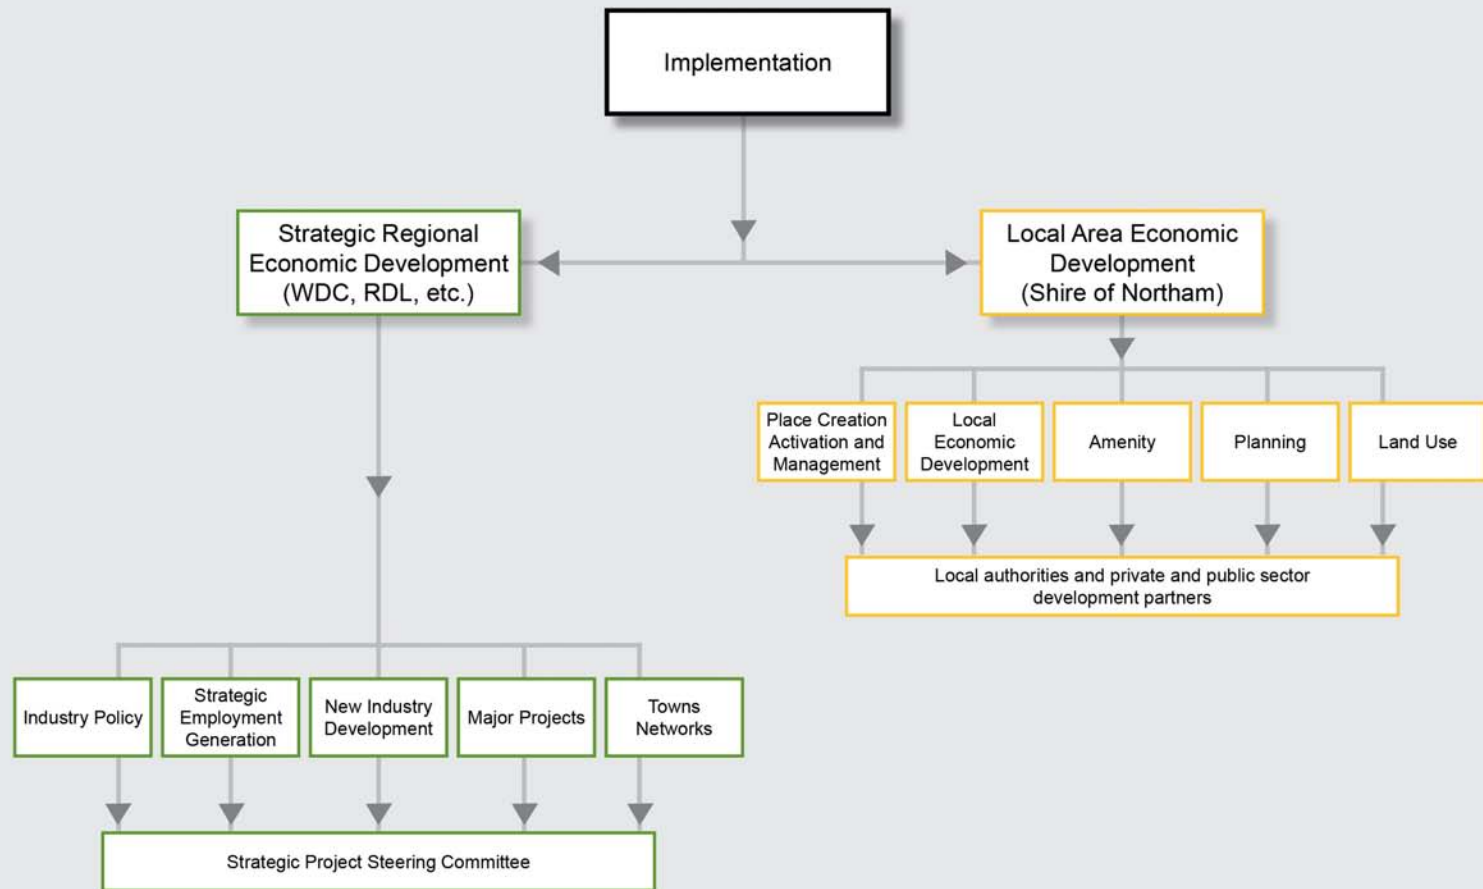 Implementation
Strategic Regional
Economic Development
(WDC, RDL, etc.)
Local Area Economic
Development
(Shire of Northam)
Place Creation
Activation and
Management
Local
Economic
Development
Amenity
Planning
Land Use
Local authorities and private and public sector
development partners
Industry Policy
Strategic
Employment
Generation
New Industry
Development
Major Projects
Towns
Networks
Strategic Project Steering Committee